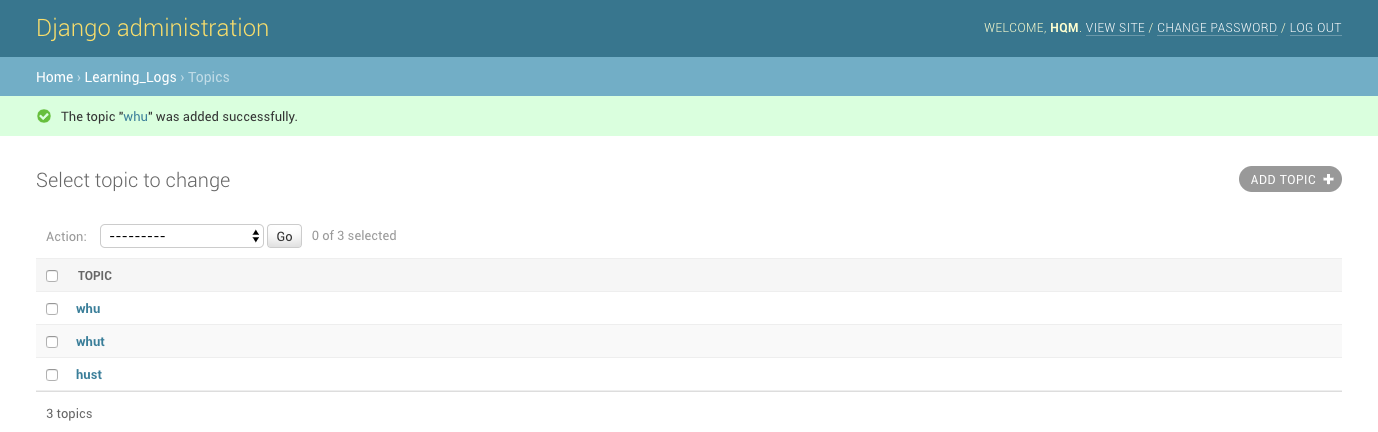 Django administration
WELCOME, HQM. VIEW SITE / CHANGE PASSWORD / LOG OUT
Home › Learning_Logs › Topics
The topic "whu" was added successfully.
Select topic to change
ADD TOPIC +
Action: --------- Go 0 of 3 selected
TOPIC
whu
whut
hust
3 topics